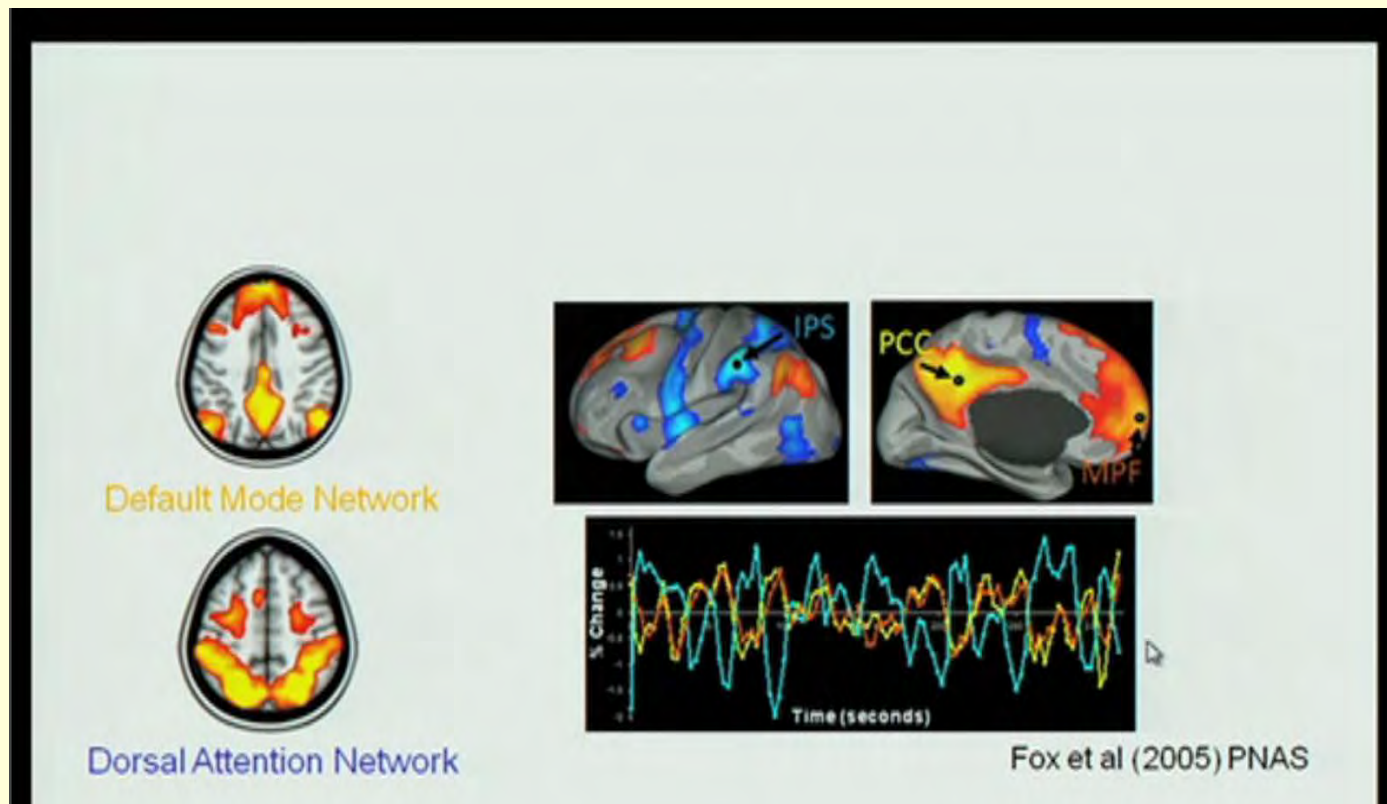 IPS
PCC
MPF
Default Mode Network
% Change
Time (seconds)
Dorsal Attention Network
Fox et al (2005) PNAS